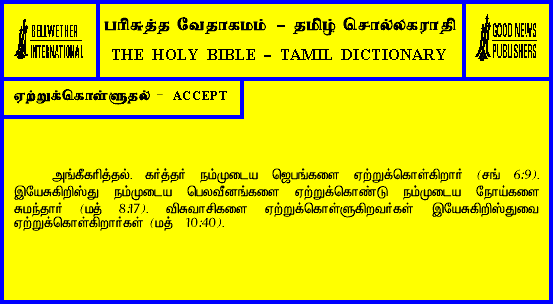 BELLWETHER
INTERNATIONAL
பரிசுத்த வேதாகமம் - தமிழ் சொல்லகராதி
THE HOLY BIBLE - TAMIL DICTIONARY
GOOD NEWS
PUBLISHERS
ஏற்றுக்கொள்ளுதல் - ACCEPT
அங்கீகரித்தல். கர்த்தர் நம்முடைய ஜெபங்களை ஏற்றுக்கொள்கிறார் (சங் 6:9).
இயேசுகிறிஸ்து நம்முடைய பெலவீனங்களை ஏற்றுக்கொண்டு நம்முடைய நோய்களை
சுமந்தார் (மத் 8:17). விசுவாசிகளை ஏற்றுக்கொள்ளுகிறவர்கள் இயேசுகிறிஸ்துவை
ஏற்றுக்கொள்கிறார்கள் (மத் 10:40).